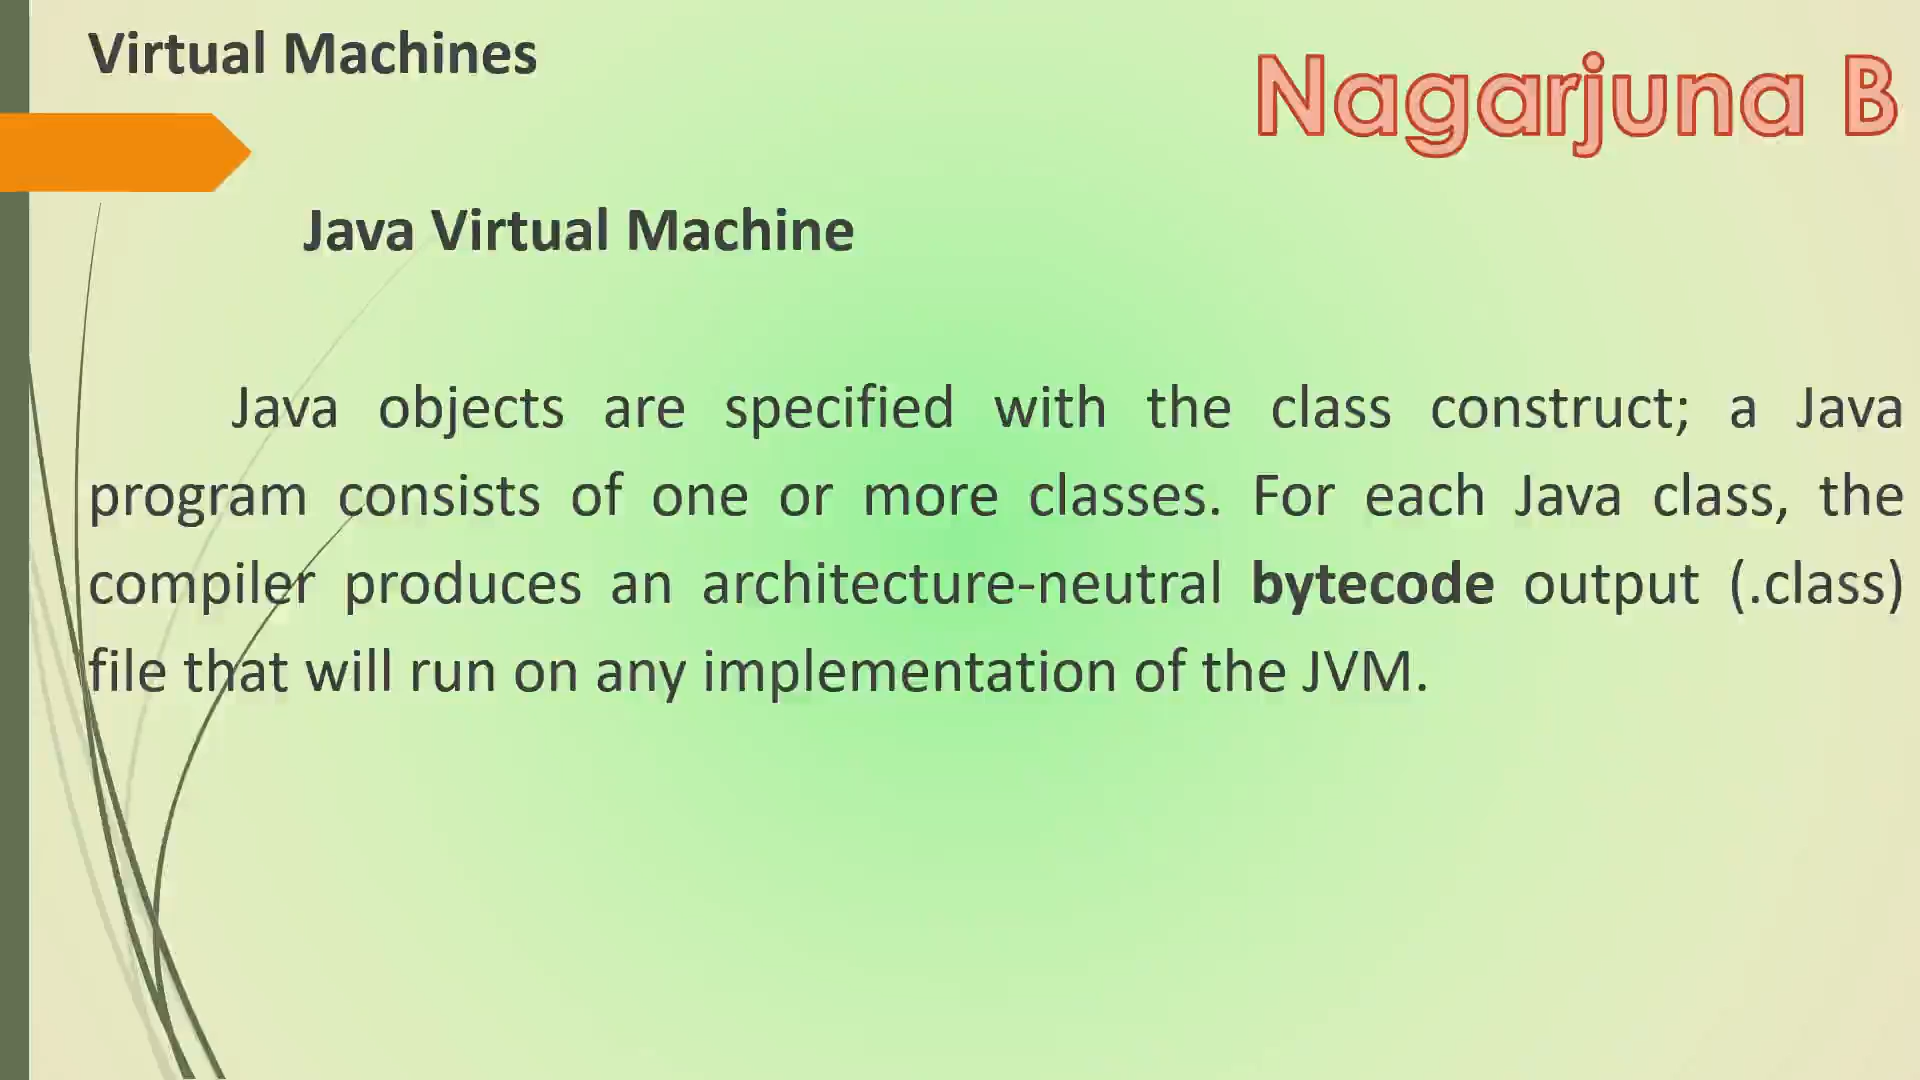 Virtual Machines
Nagarjuna B
Java Virtual Machine
Java objects are specified with the class construct; a Java
program consists of one or more classes. For each Java class, the
compiler produces an architecture-neutral bytecode output (.class)
file that will run on any implementation of the JVM.